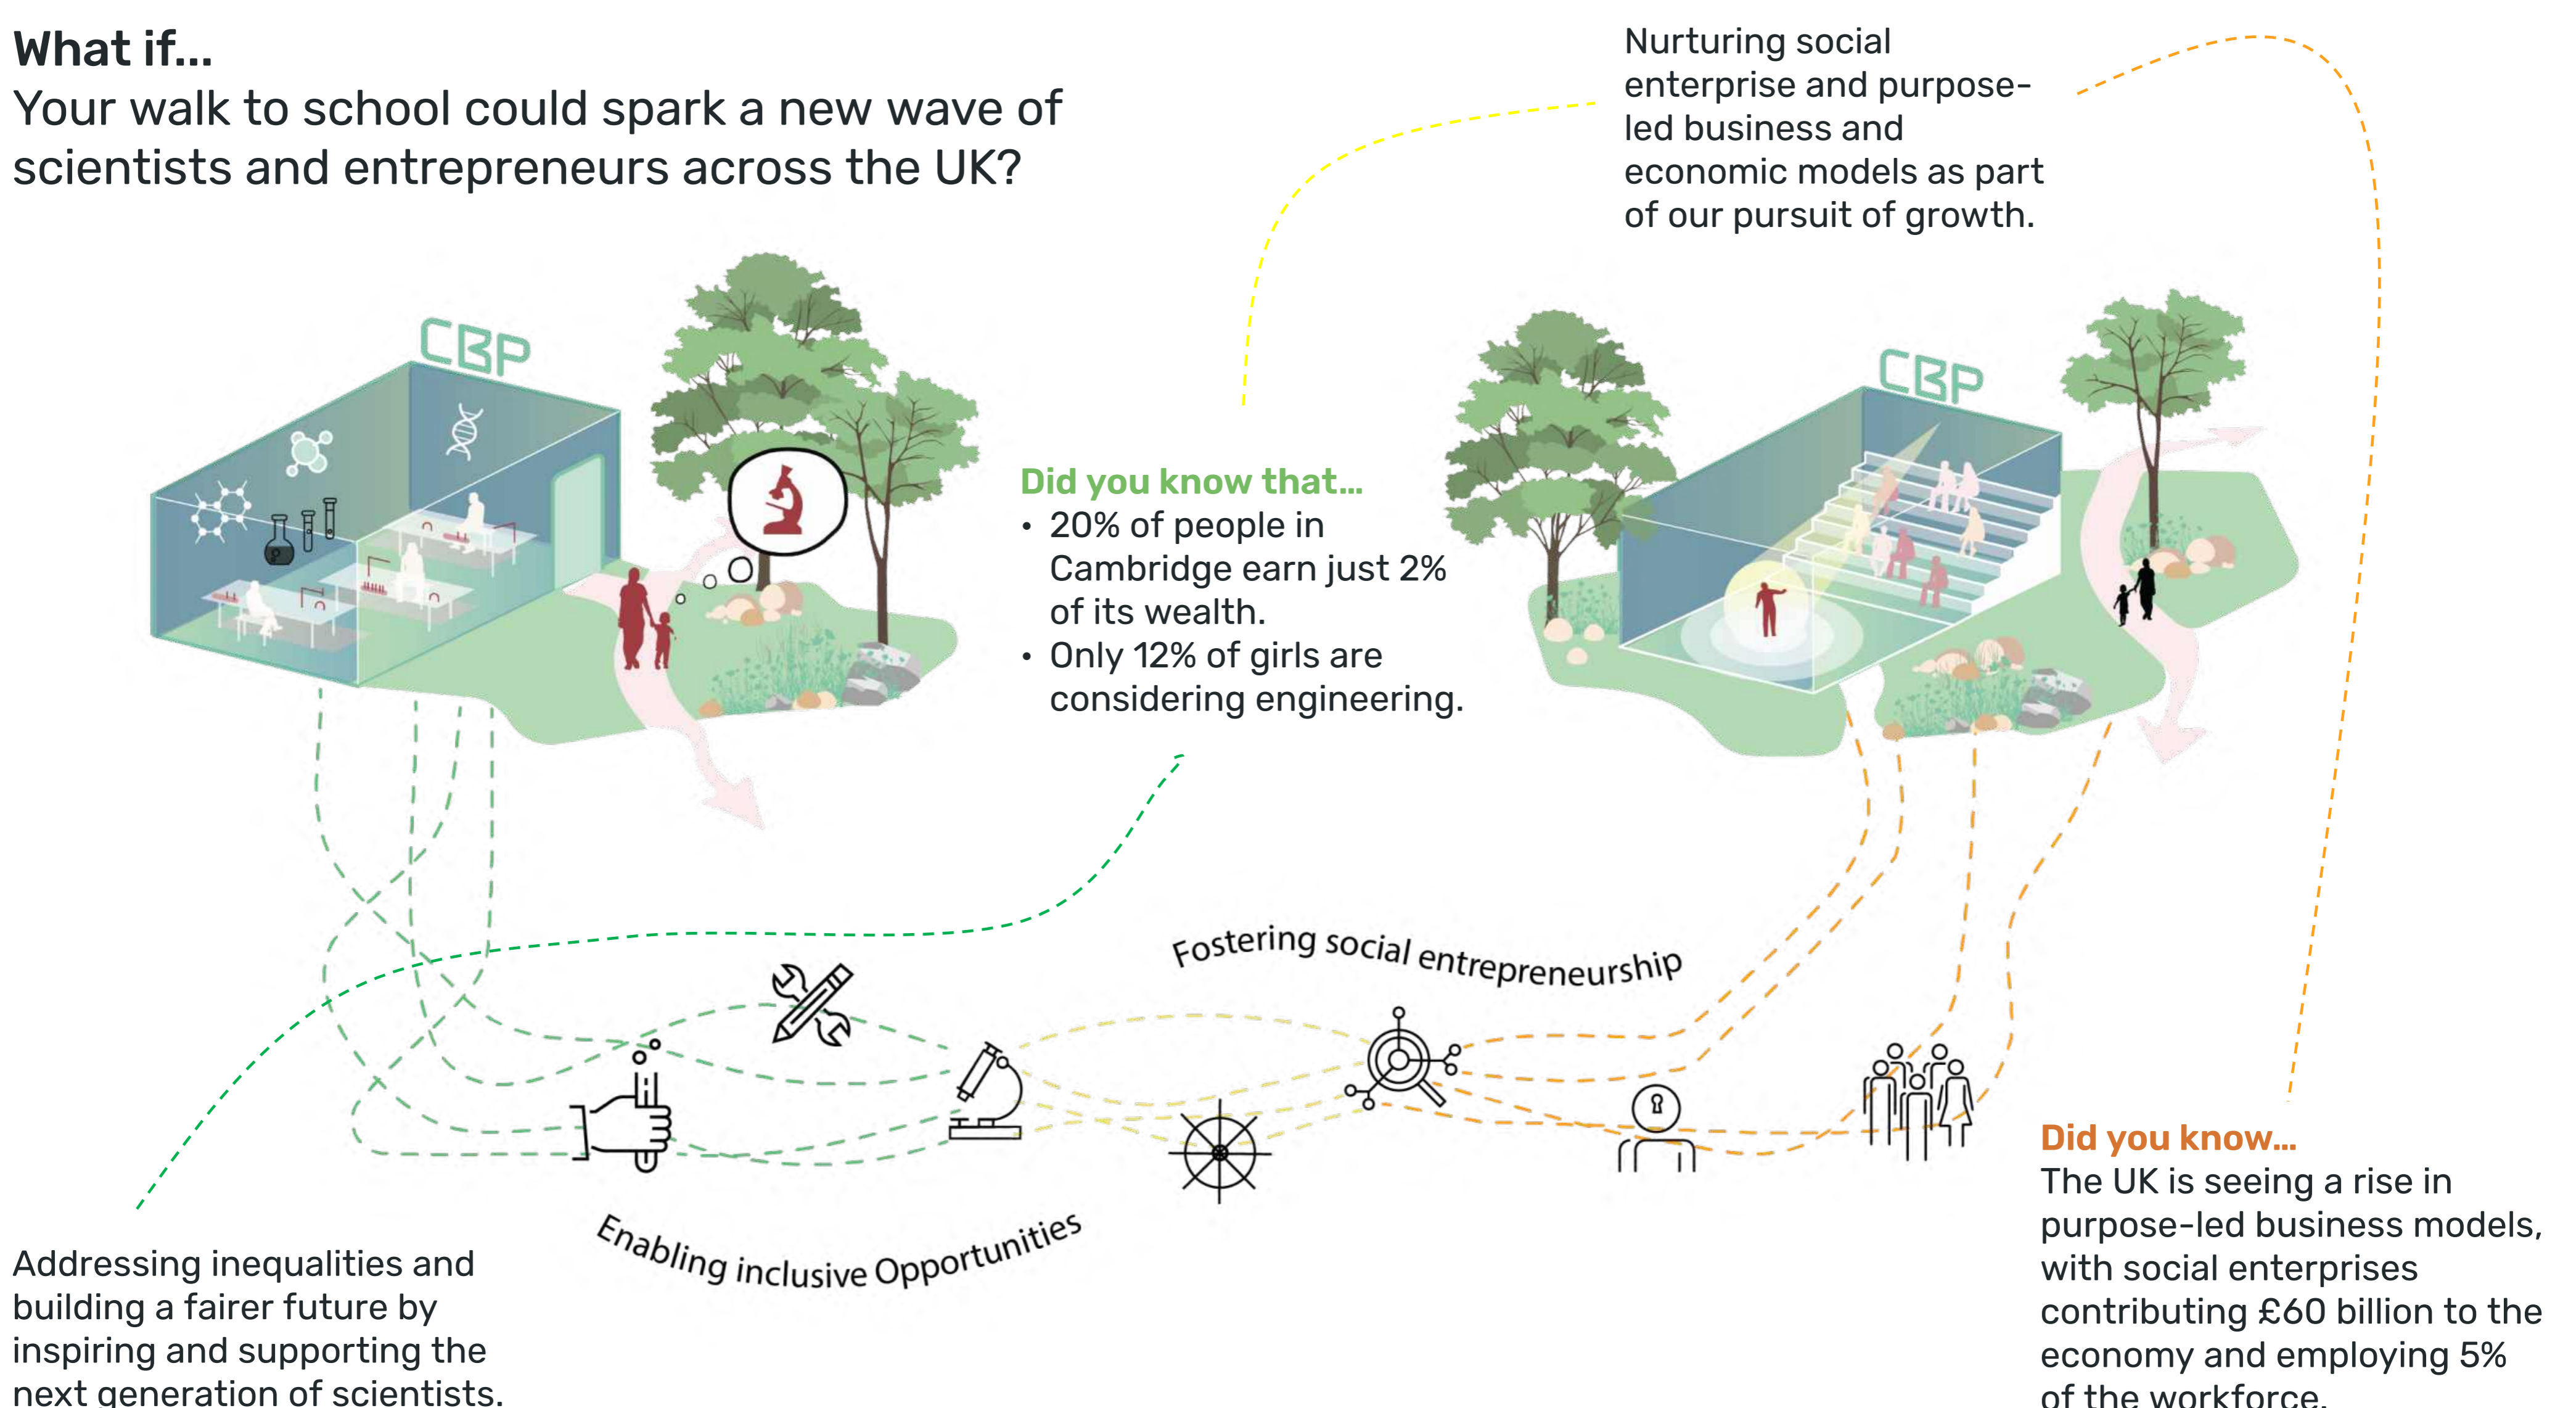 What if...
Your walk to school could spark a new wave of
scientists and entrepreneurs across the UK?
Nurturing social
enterprise and purpose-
led business and
economic models as part
of our pursuit of growth.
CBP
CBP
Did you know that...
• 20% of people in
Cambridge earn just 2%
of its wealth.
• Only 12% of girls are
considering engineering.
Fostering social entrepreneurship
Enabling inclusive Opportunities
Addressing inequalities and
building a fairer future by
inspiring and supporting the
next generation of scientists.
Did you know...
The UK is seeing a rise in
purpose-led business models,
with social enterprises
contributing £60 billion to the
economy and employing 5%
of the workforce.